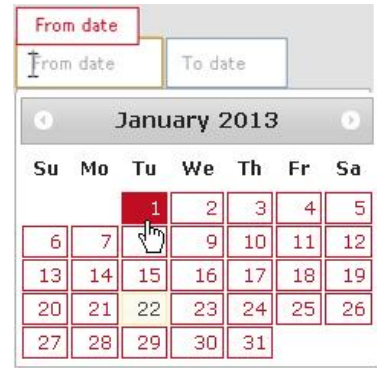 From date
From date To date
January 2013
Su Mo Tu We Th Fr Sa
1 2 3 4 5
6 7 9 10 11 12
13 14 15 16 17 18 19
20 21 22 23 24 25 26
27 28 29 30 31